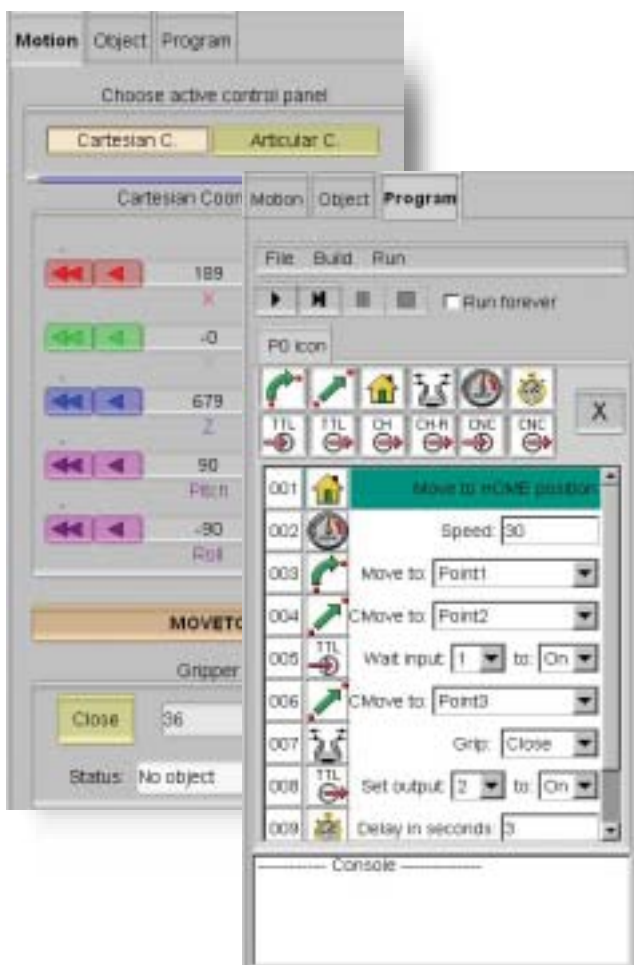 Motion Object Program
Choose active control panel
Cartesian C. Articular C.
Cartesian Coor
189
X
-0
679
Z
90
Pitch
-90
Roll
MOVETO
Gripper
Close 36
Status: No object
Motion Object Program
File Build Run
Run forever
P0 icon
TTL TTL CH CH-R CNC CNC
X
001 Move to HOME position
002 Speed: 30
003 Move to: Point1
004 CMove to: Point2
005 TTL Wait input: 1 to: On
006 CMove to: Point3
007 Grip: Close
008 TTL Set output: 2 to: On
009 Delay in seconds: 3
------------ Console ------------